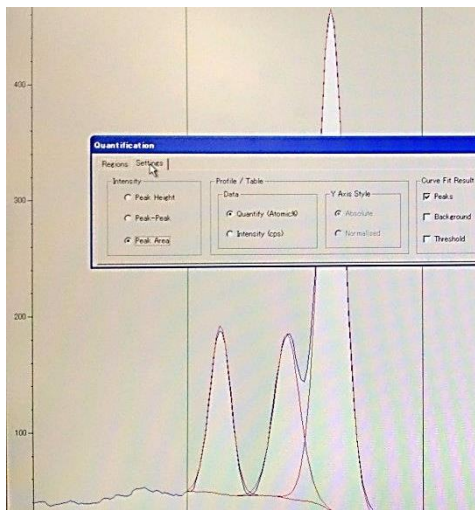 400
Quantification
Regions Settings
Intensity Profile / Table Curve Fit Result
Data Y Axis Style
Peak Height Quantify (Atomic%) Absolute Peaks
300
Peak-Peak Background
Peak Area Intensity (cps) Normalised Threshold
200
100